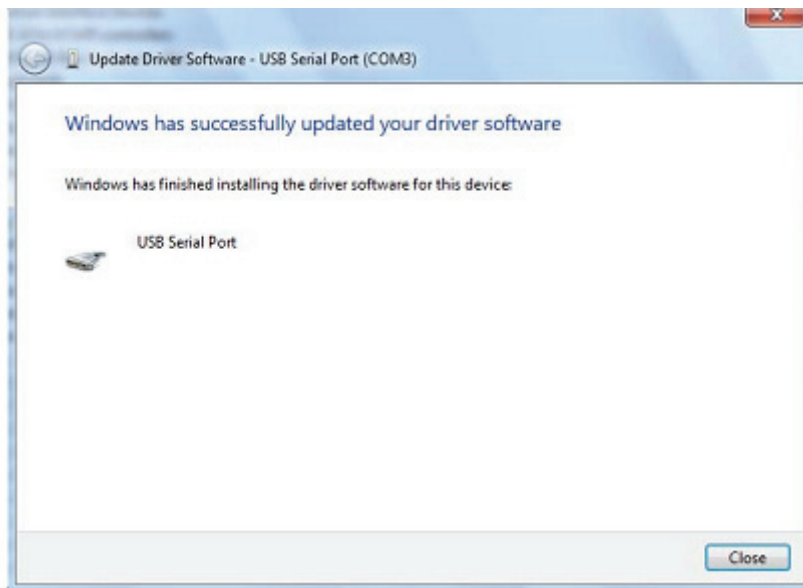 Update Driver Software - USB Serial Port (COM3)
Windows has successfully updated your driver software
Windows has finished installing the driver software for this device:
USB Serial Port
Close